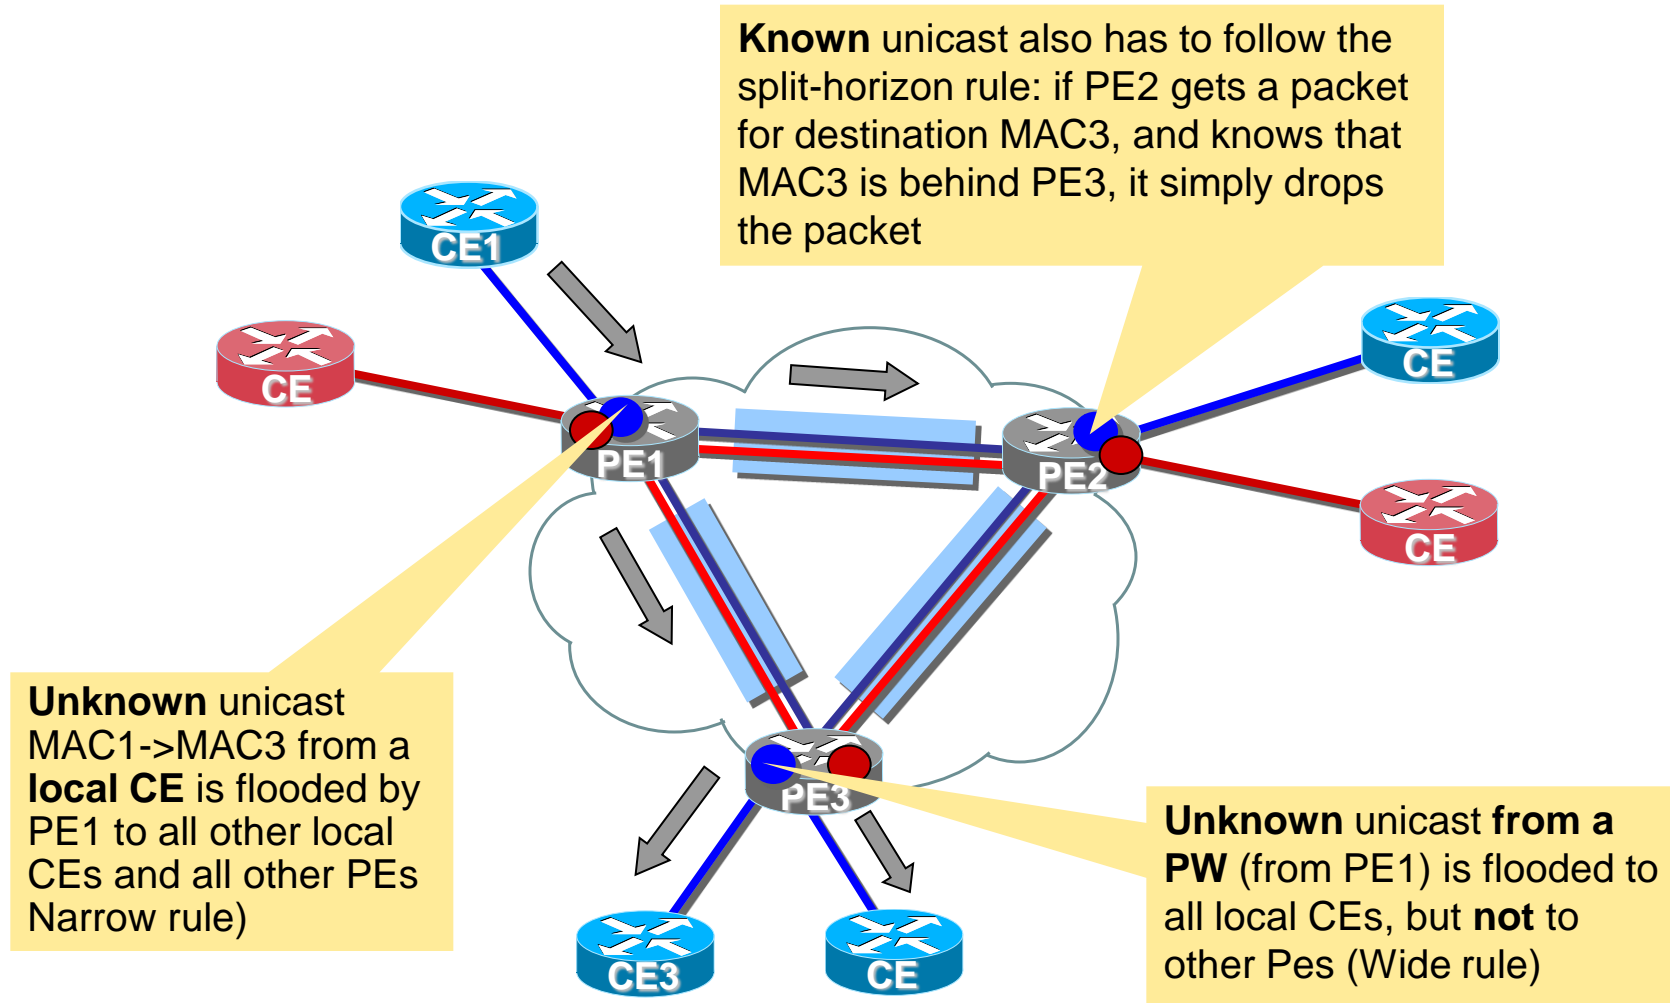 Known unicast also has to follow the
split-horizon rule: if PE2 gets a packet
for destination MAC3, and knows that
MAC3 is behind PE3, it simply drops
the packet
CE1
CE
CE
PE1
PE2
CE
Unknown unicast
MAC1->MAC3 from a
local CE is flooded by
PE1 to all other local
CEs and all other PEs
Narrow rule)
PE3
Unknown unicast from a
PW (from PE1) is flooded to
all local CEs, but not to
other Pes (Wide rule)
CE3
CE